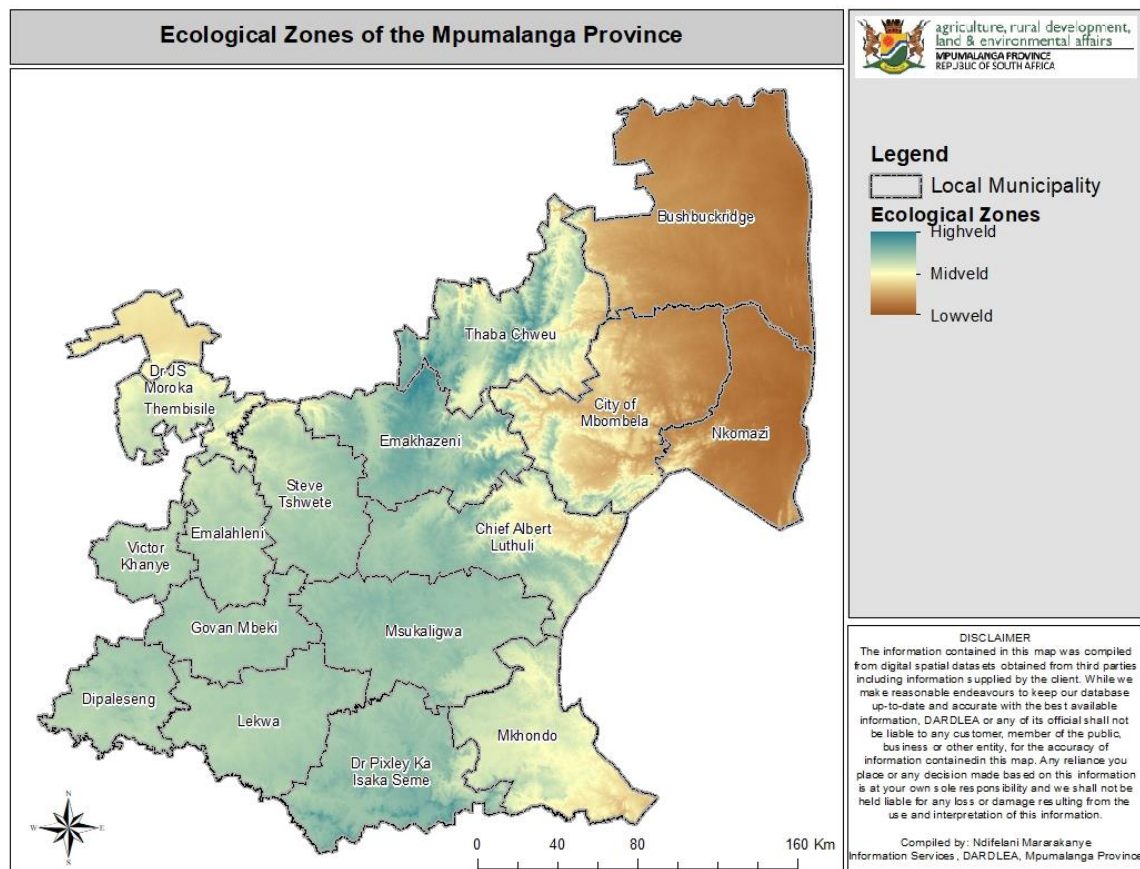 Ecological Zones of the Mpumalanga Province
agriculture, rural development,
land & environmental affairs
MPUMALANGA PROVINCE
REPUBLIC OF SOUTH AFRICA
Legend
Local Municipality
Ecological Zones
Highveld
Midveld
Lowveld
Bushbuckridge
Thaba Chweu
Dr JS
Moroka
Thembisile
City of
Mbombela
Nkomazi
Emakhazeni
Steve
Tshwete
Emalahleni
Chief Albert
Luthuli
Victor
Khanye
Govan Mbeki
Msukaligwa
Dipaleseng
Lekwa
Mkhondo
Dr Pixley Ka
Isaka Seme
N
W
E
S
0 40 80 160 Km
DISCLAIMER
The information contained in this map was compiled
from digital spatial datasets obtained from third parties
including information supplied by the client. While we
make reasonable endeavours to keep our database
up-to-date and accurate with the best available
information, DARDLEA or any of its official shall not
be liable to any customer, member of the public,
business or other entity, for the accuracy of
information containedin this map. Any reliance you
place or any decision made based on this information
is at your own sole responsibility and we shall not be
held liable for any loss or damage resulting from the
use and interpretation of this information.
Compiled by: Ndifelani Mararakanye
Information Services, DARDLEA, Mpumalanga Province